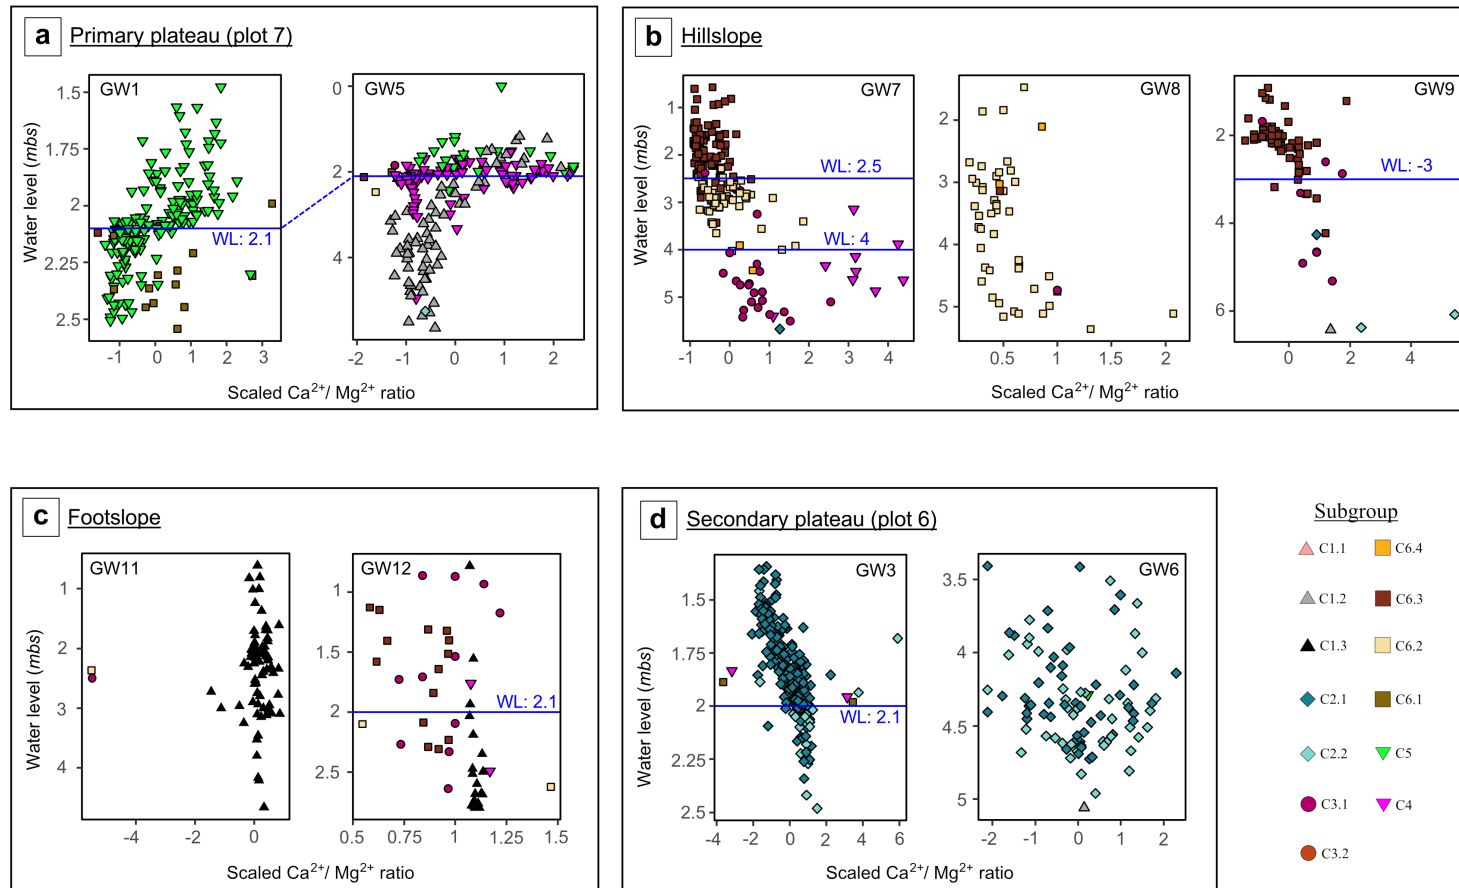 a Primary plateau (plot 7)
GW1
GW5
1.5
1.75
2
2.25
2.5
0
2
4
WL: 2.1
Water level (mbs)
-1 0 1 2 3
-2 -1 0 1 2
Scaled Ca²⁺/ Mg²⁺ ratio
b Hillslope
GW7
GW8
GW9
1
2
3
4
5
2
3
4
5
2
4
6
WL: 2.5
WL: 4
WL: -3
Water level (mbs)
-1 0 1 2 3 4
0.5 1 1.5 2
0 2 4
Scaled Ca²⁺/ Mg²⁺ ratio
c Footslope
GW11
GW12
1
2
3
4
1
1.5
2
2.5
WL: 2.1
Water level (mbs)
-4 -2 0
0.5 0.75 1 1.25 1.5
Scaled Ca²⁺/ Mg²⁺ ratio
d Secondary plateau (plot 6)
GW3
GW6
1.5
1.75
2
2.25
2.5
3.5
4
4.5
5
WL: 2.1
Water level (mbs)
-4 -2 0 2 4 6
-2 -1 0 1 2
Scaled Ca²⁺/ Mg²⁺ ratio
Subgroup
C1.1 C6.4
C1.2 C6.3
C1.3 C6.2
C2.1 C6.1
C2.2 C5
C3.1 C4
C3.2